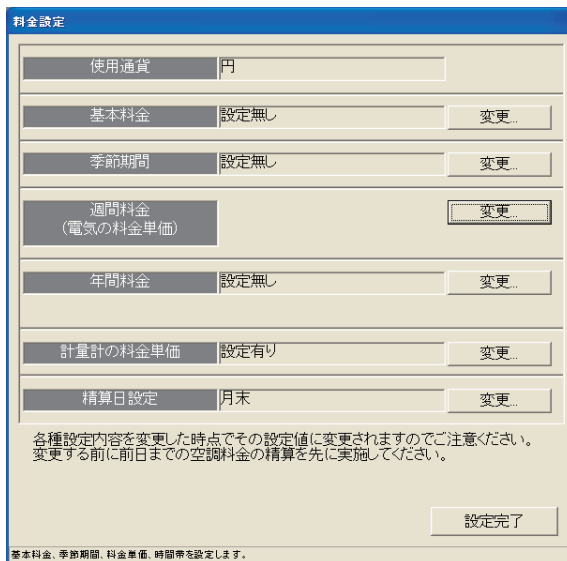 料金設定
使用通貨 円
基本料金 設定無し 変更...
季節期間 設定無し 変更...
週間料金 変更...
(電気の料金単価)
年間料金 設定無し 変更...
計量計の料金単価 設定有り 変更...
精算日設定 月末 変更...
各種設定内容を変更した時点でその設定値に変更されますのでご注意ください。
変更する前に前日までの空調料金の精算を先に実施してください。
設定完了
基本料金、季節期間、料金単価、時間帯を設定します。